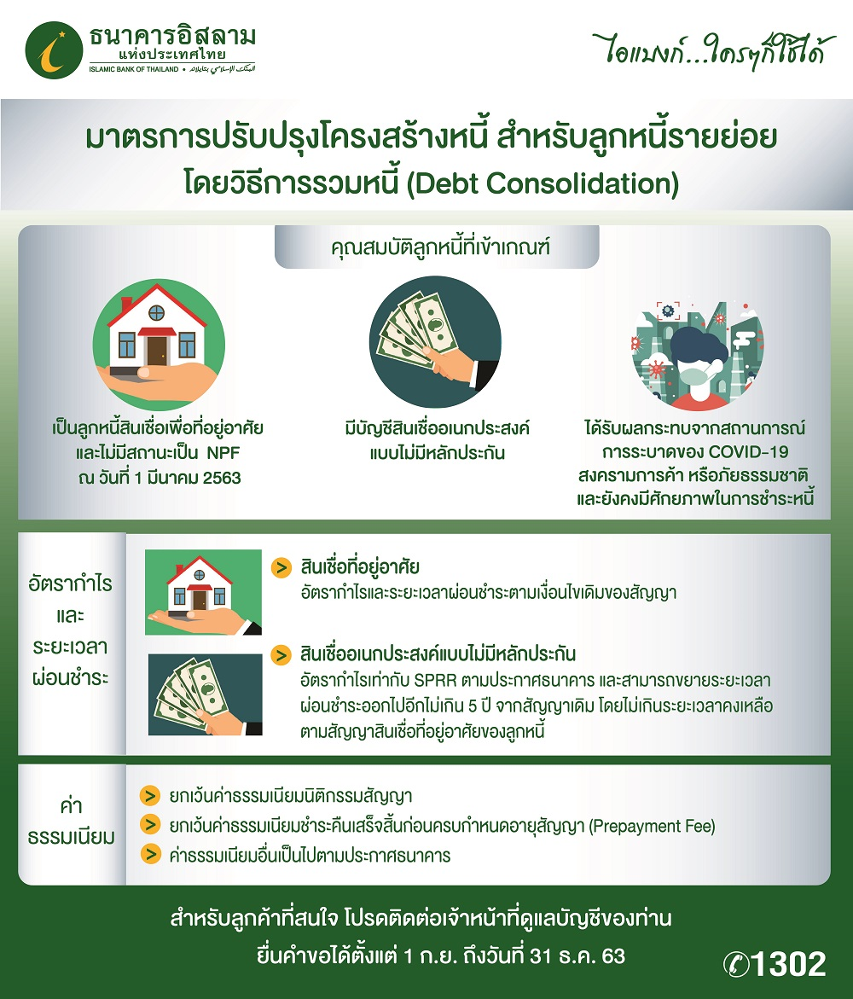 ธนาคารอิสลาม
แห่งประเทศไทย
ISLAMIC BANK OF THAILAND • البنك الإسلامي بتايلاند
ไอแบงก์...ใครๆก็ใช้ได้
มาตรการปรับปรุงโครงสร้างหนี้ สำหรับลูกหนี้รายย่อย
โดยวิธีการรวมหนี้ (Debt Consolidation)
คุณสมบัติลูกหนี้ที่เข้าเกณฑ์
เป็นลูกหนี้สินเชื่อเพื่อที่อยู่อาศัย
และไม่มีสถานะเป็น NPF
ณ วันที่ 1 มีนาคม 2563
มีบัญชีสินเชื่ออเนกประสงค์
แบบไม่มีหลักประกัน
ได้รับผลกระทบจากสถานการณ์
การระบาดของ COVID-19
สงครามการค้า หรือภัยธรรมชาติ
และยังคงมีศักยภาพในการชำระหนี้
อัตรากำไร
และ
ระยะเวลา
ผ่อนชำระ
สินเชื่อที่อยู่อาศัย
อัตรากำไรและระยะเวลาผ่อนชำระตามเงื่อนไขเดิมของสัญญา
สินเชื่ออเนกประสงค์แบบไม่มีหลักประกัน
อัตรากำไรเท่ากับ SPRR ตามประกาศธนาคาร และสามารถขยายระยะเวลา
ผ่อนชำระออกไปอีกไม่เกิน 5 ปี จากสัญญาเดิม โดยไม่เกินระยะเวลาคงเหลือ
ตามสัญญาสินเชื่อที่อยู่อาศัยของลูกหนี้
ค่า
ธรรมเนียม
ยกเว้นค่าธรรมเนียมนิติกรรมสัญญา
ยกเว้นค่าธรรมเนียมชำระคืนเสร็จสิ้นก่อนครบกำหนดอายุสัญญา (Prepayment Fee)
ค่าธรรมเนียมอื่นเป็นไปตามประกาศธนาคาร
สำหรับลูกค้าที่สนใจ โปรดติดต่อเจ้าหน้าที่ดูแลบัญชีของท่าน
ยื่นคำขอได้ตั้งแต่ 1 ก.ย. ถึงวันที่ 31 ธ.ค. 63
1302